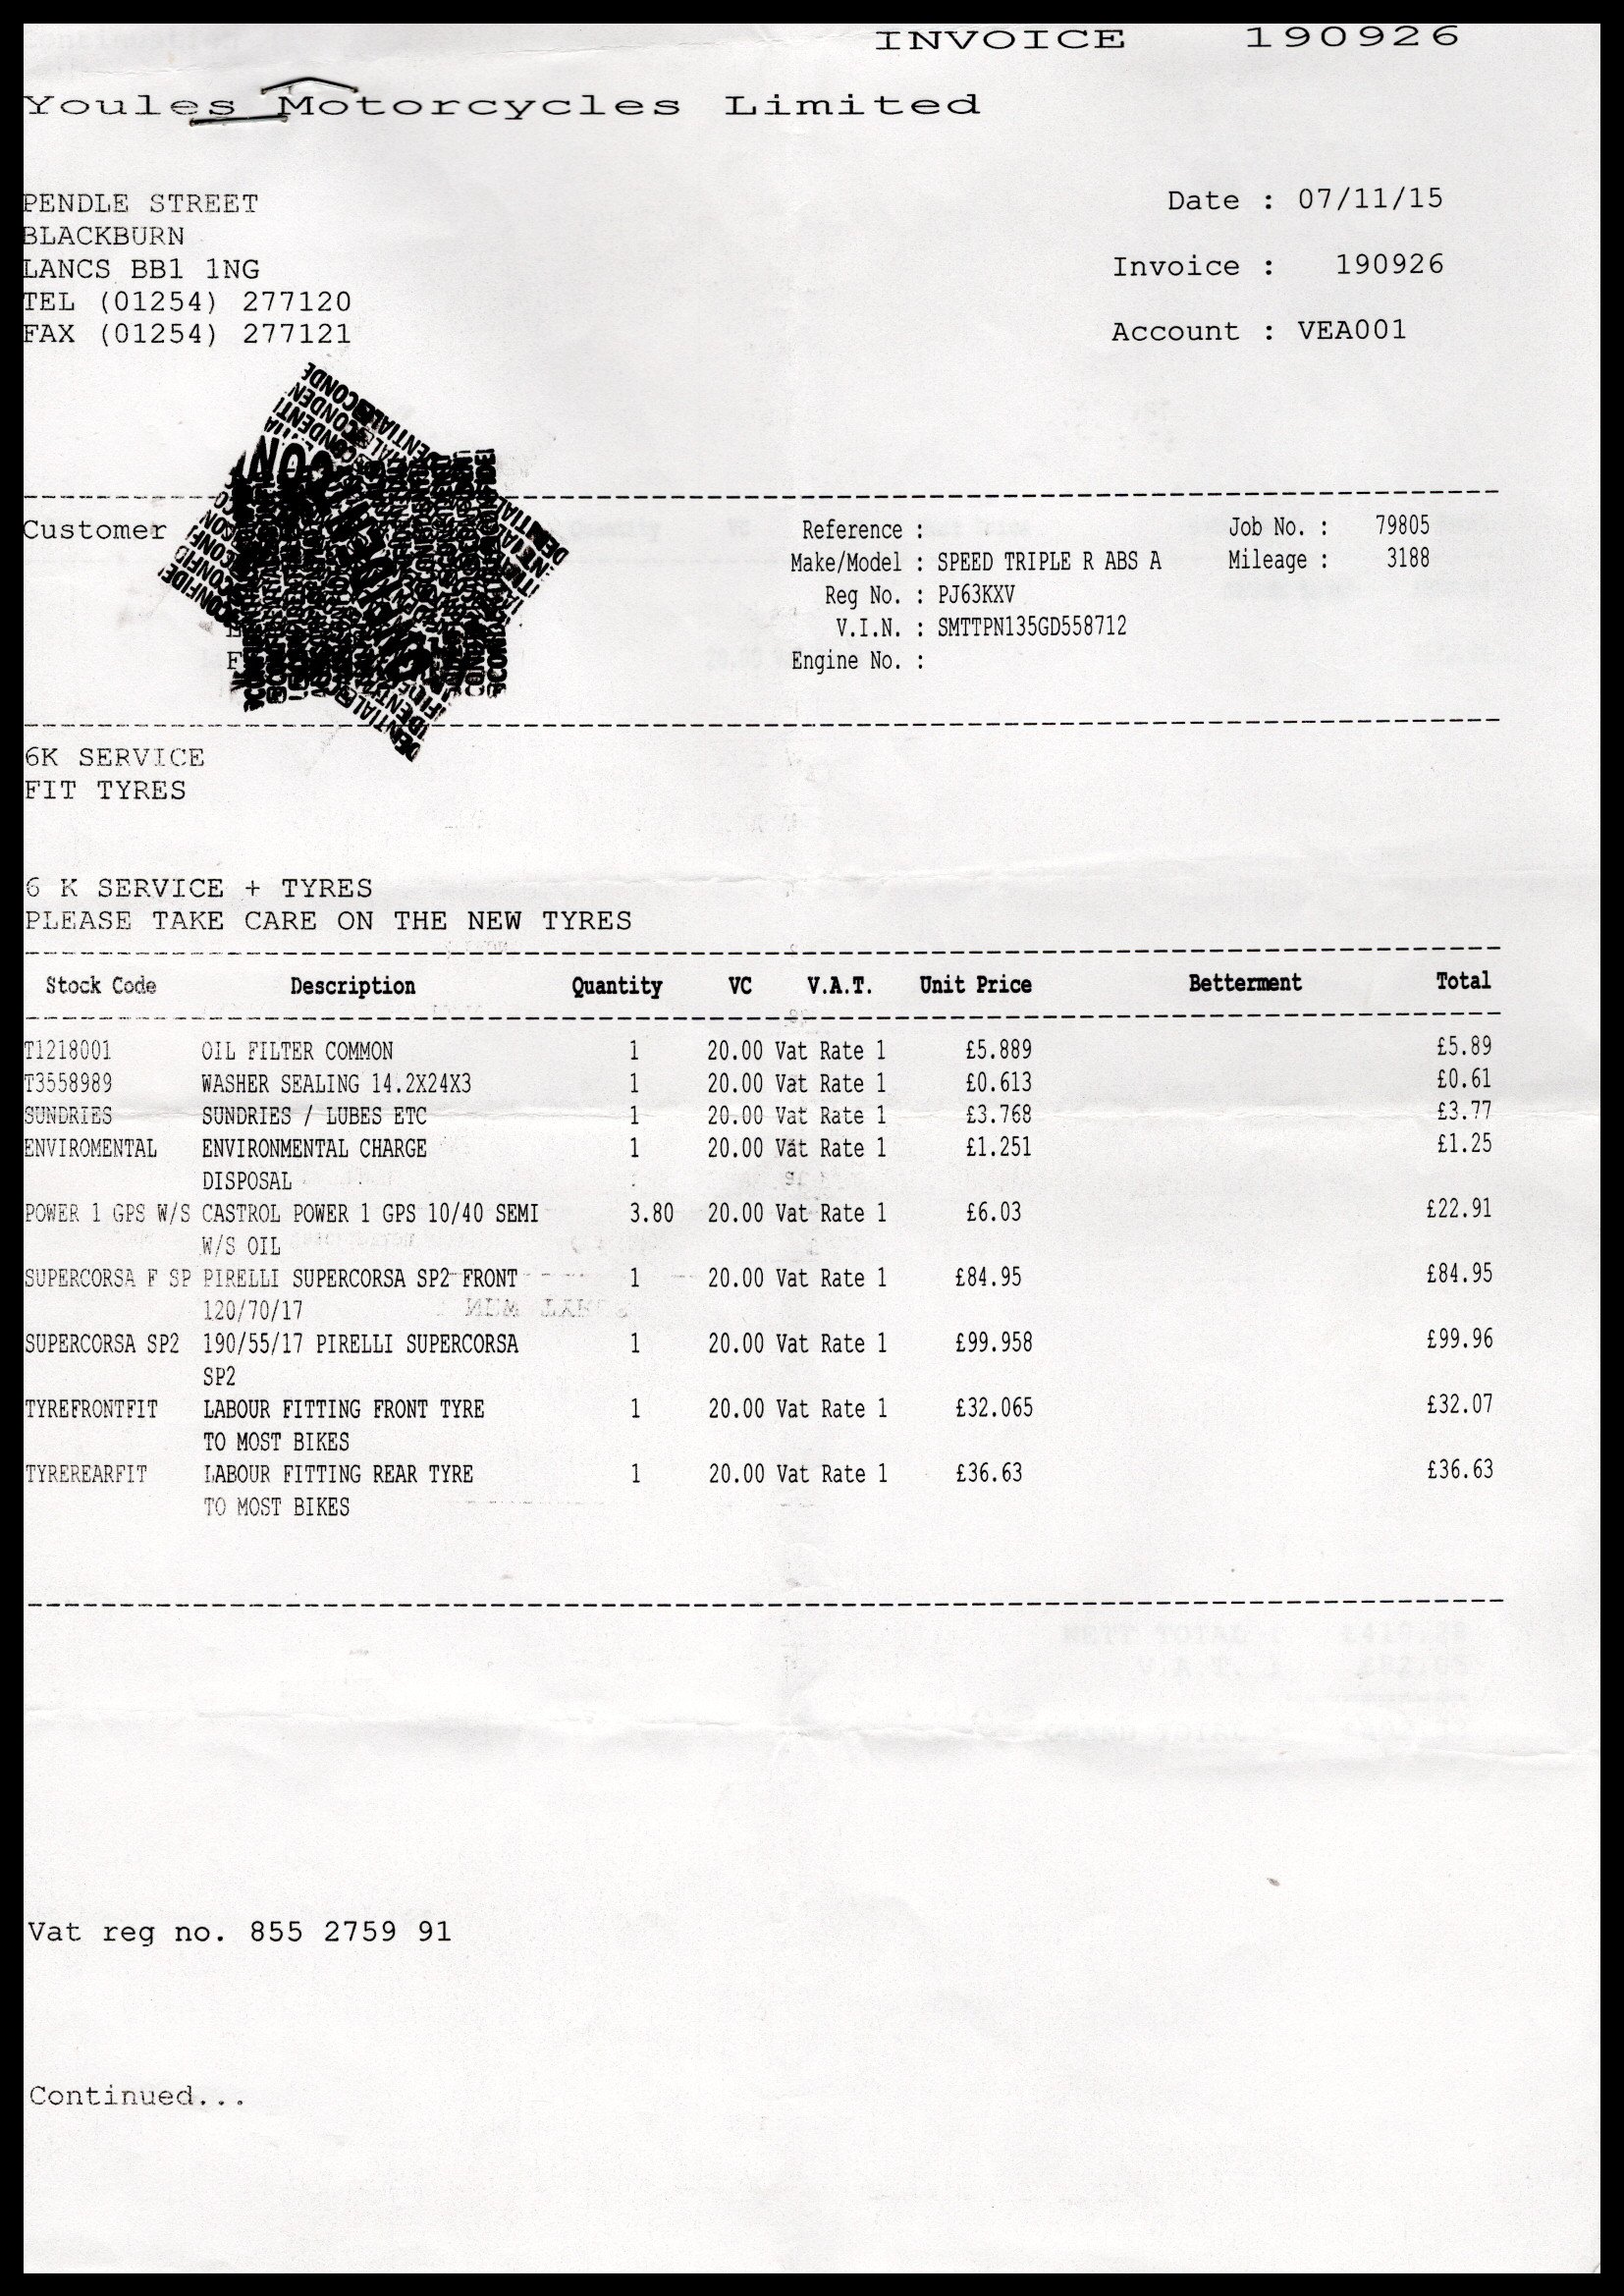 INVOICE 190926
Youles Motorcycles Limited
PENDLE STREET
BLACKBURN
LANCS BB1 1NG
TEL (01254) 277120
FAX (01254) 277121
Date : 07/11/15
Invoice : 190926
Account : VEA001
Customer
Reference :
Job No. : 79805
Make/Model : SPEED TRIPLE R ABS A
Mileage : 3188
Reg No. : PJ63KXV
V.I.N. : SMTTPN135GD558712
Engine No. :
6K SERVICE
FIT TYRES
6 K SERVICE + TYRES
PLEASE TAKE CARE ON THE NEW TYRES
Stock Code Description Quantity VC V.A.T. Unit Price Betterment Total
T1218001 OIL FILTER COMMON 1 20.00 Vat Rate 1 £5.889 £5.89
T3558989 WASHER SEALING 14.2X24X3 1 20.00 Vat Rate 1 £0.613 £0.61
SUNDRIES SUNDRIES / LUBES ETC 1 20.00 Vat Rate 1 £3.768 £3.77
ENVIROMENTAL ENVIRONMENTAL CHARGE 1 20.00 Vat Rate 1 £1.251 £1.25
DISPOSAL
POWER 1 GPS W/S CASTROL POWER 1 GPS 10/40 SEMI 3.80 20.00 Vat Rate 1 £6.03 £22.91
W/S OIL
SUPERCORSA F SP PIRELLI SUPERCORSA SP2 FRONT 1 20.00 Vat Rate 1 £84.95 £84.95
120/70/17
SUPERCORSA SP2 190/55/17 PIRELLI SUPERCORSA 1 20.00 Vat Rate 1 £99.958 £99.96
SP2
TYREFRONTFIT LABOUR FITTING FRONT TYRE 1 20.00 Vat Rate 1 £32.065 £32.07
TO MOST BIKES
TYREREARFIT LABOUR FITTING REAR TYRE 1 20.00 Vat Rate 1 £36.63 £36.63
TO MOST BIKES
Vat reg no. 855 2759 91
Continued...